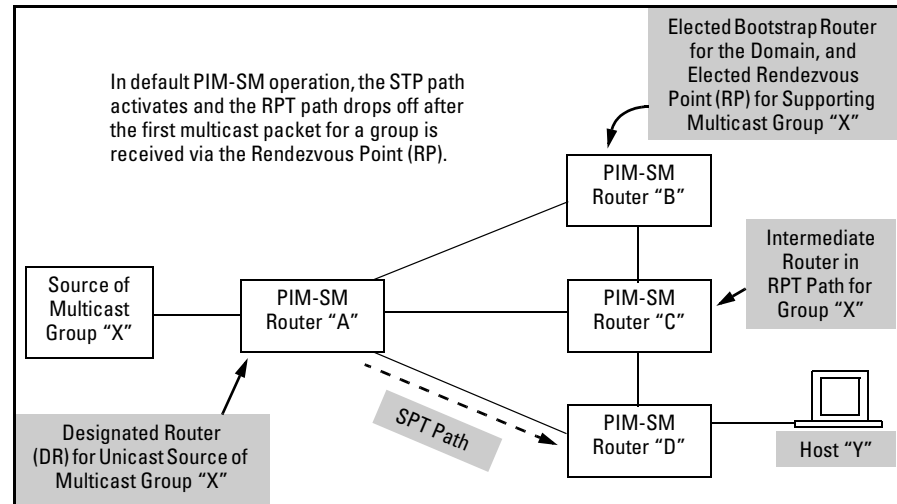 In default PIM-SM operation, the STP path
activates and the RPT path drops off after
the first multicast packet for a group is
received via the Rendezvous Point (RP).
Elected Bootstrap Router
for the Domain, and
Elected Rendezvous
Point (RP) for Supporting
Multicast Group “X”
PIM-SM
Router “B”
Intermediate
Router in
RPT Path for
Group “X”
Source of
Multicast
Group “X”
PIM-SM
Router “A”
PIM-SM
Router “C”
SPT Path
PIM-SM
Router “D”
Host “Y”
Designated Router
(DR) for Unicast Source of
Multicast Group “X”